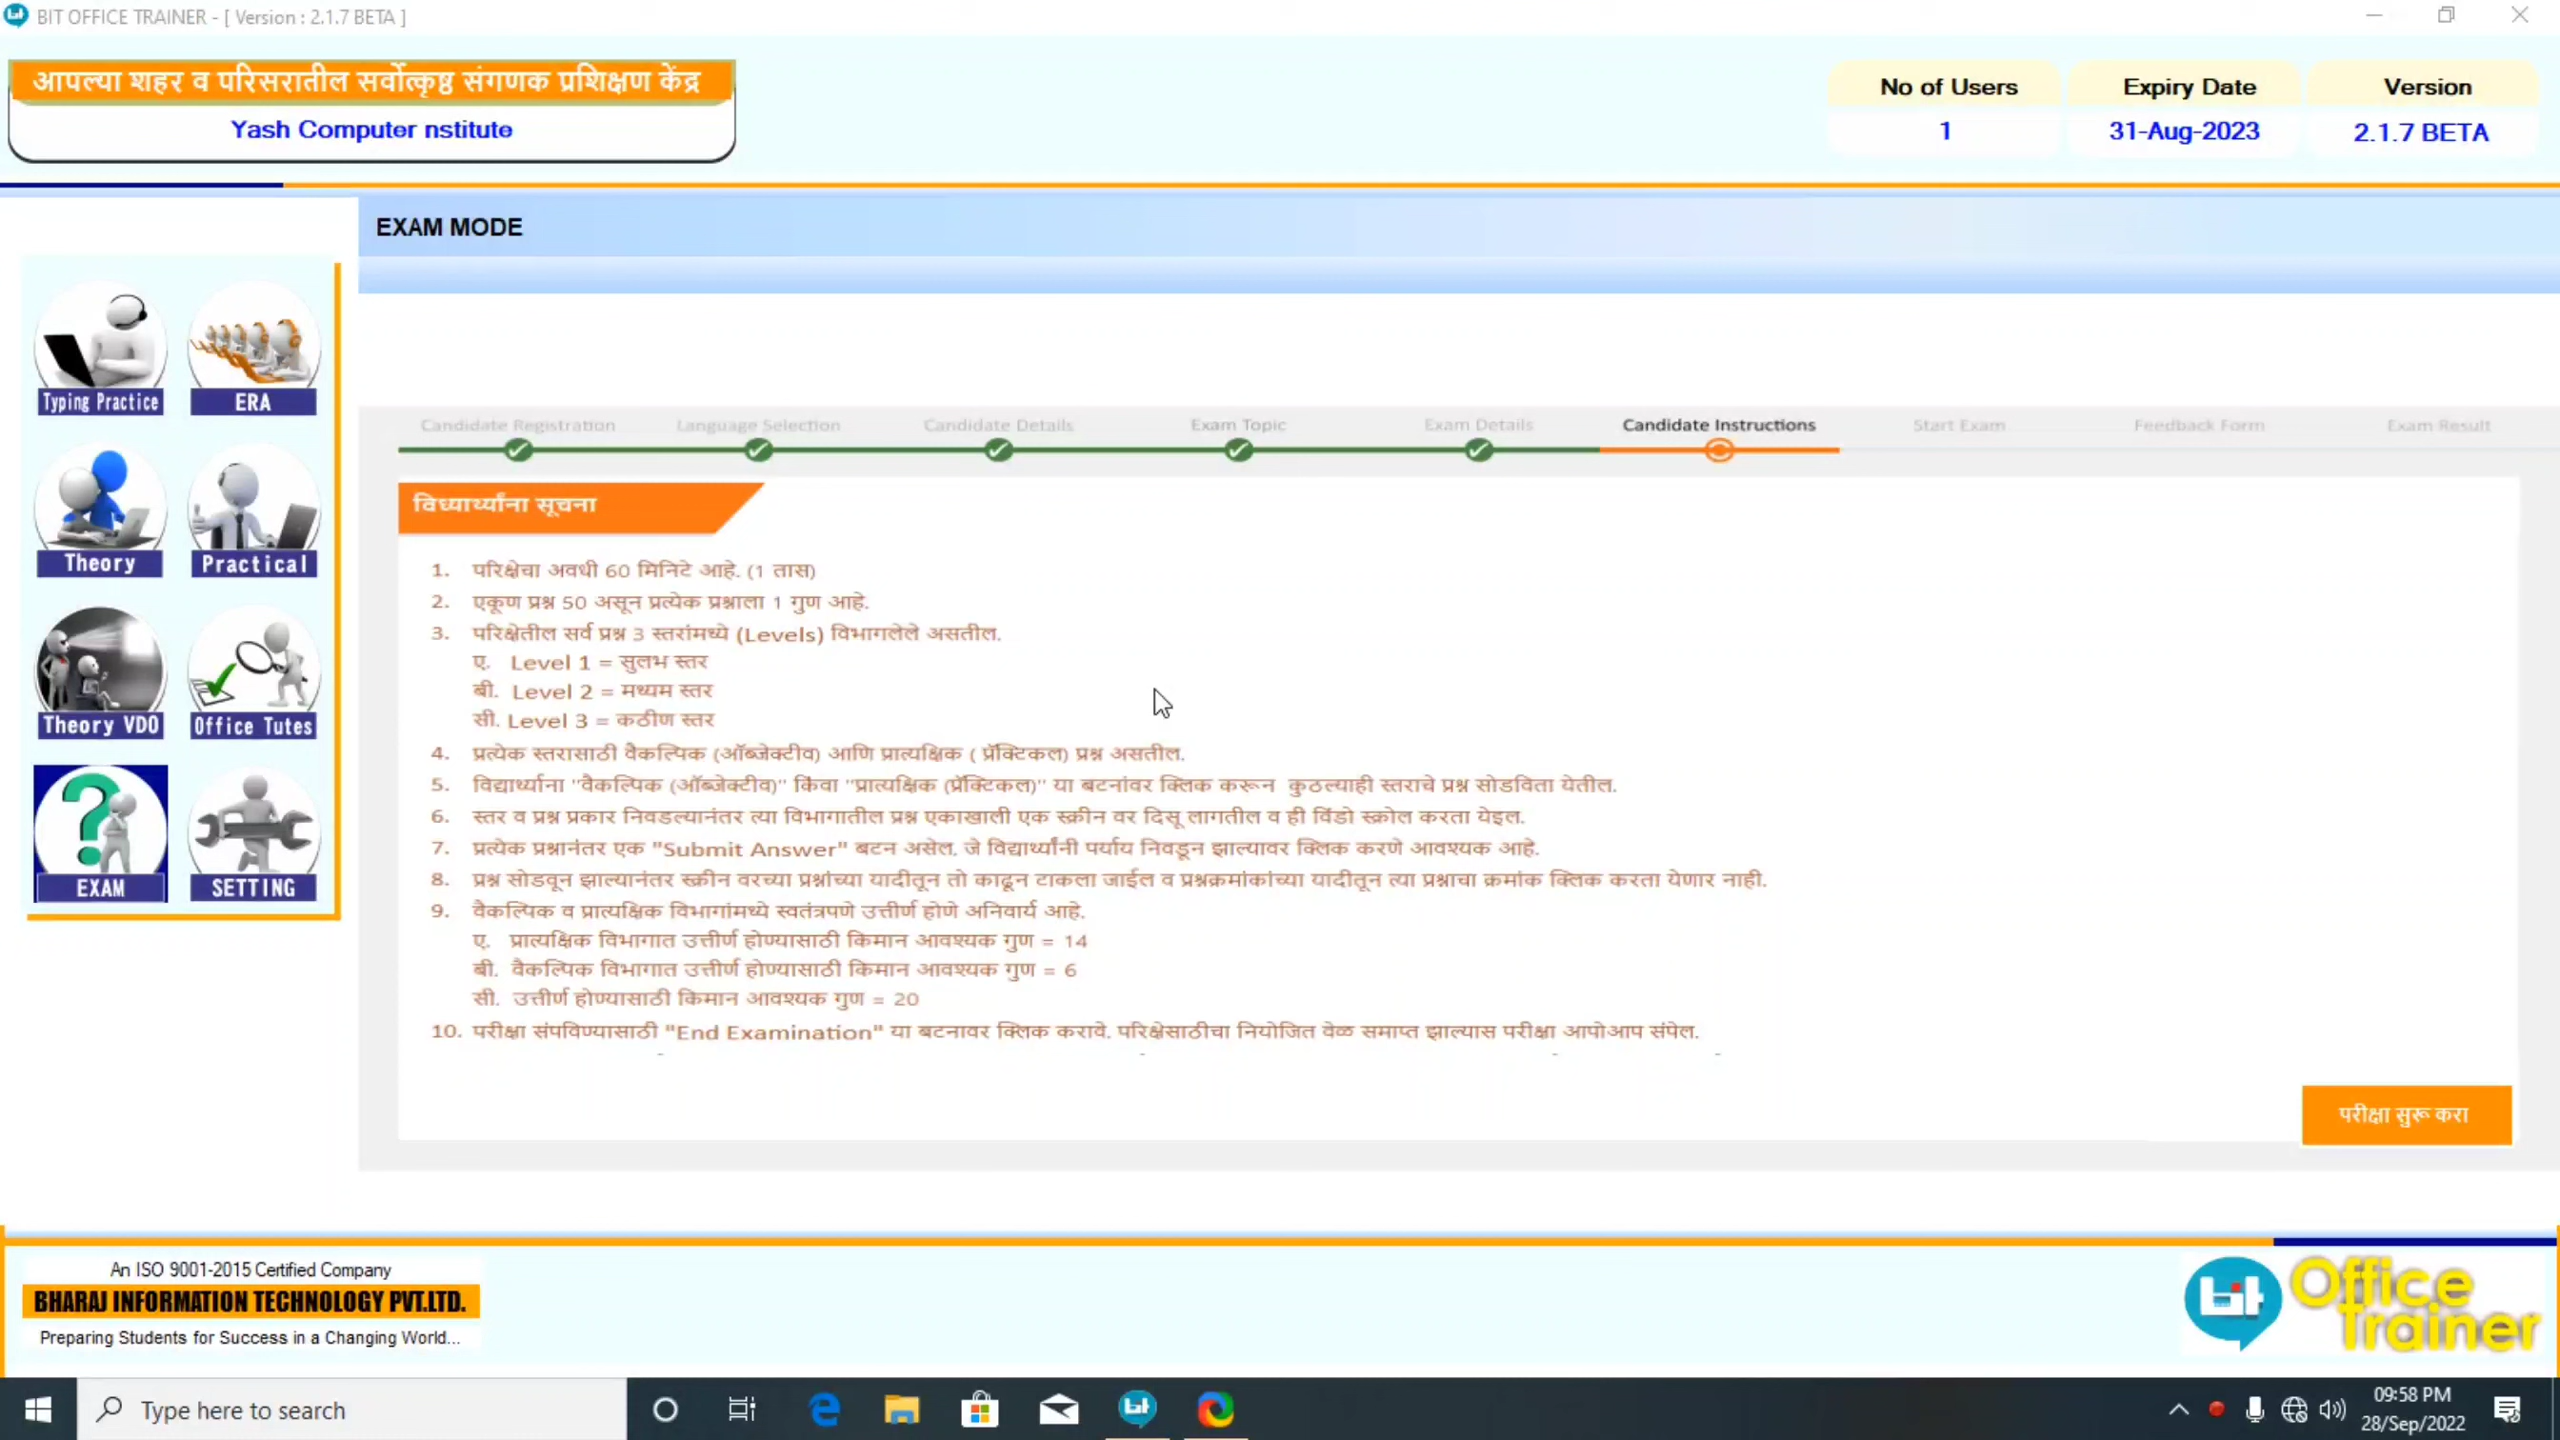 BIT OFFICE TRAINER - [ Version : 2.1.7 BETA ]
आपल्या शहर व परिसरातील सर्वोत्कृष्ठ संगणक प्रशिक्षण केंद्र
Yash Computer nstitute
No of Users
1
Expiry Date
31-Aug-2023
Version
2.1.7 BETA
EXAM MODE
Typing Practice
ERA
Theory
Practical
Theory VDO
Office Tutes
EXAM
SETTING
Candidate Registration
Language Selection
Candidate Details
Exam Topic
Exam Details
Candidate Instructions
Start Exam
Feedback Form
Exam Result
विध्यार्थ्यांना सूचना
1. परिक्षेचा अवधी 60 मिनिटे आहे. (1 तास)
2. एकूण प्रश्न 50 असून प्रत्येक प्रश्नाला 1 गुण आहे.
3. परिक्षेतील सर्व प्रश्न 3 स्तरांमध्ये (Levels) विभागलेले असतील.
ए. Level 1 = सुलभ स्तर
बी. Level 2 = मध्यम स्तर
सी. Level 3 = कठीण स्तर
4. प्रत्येक स्तरासाठी वैकल्पिक (ऑब्जेक्टीव) आणि प्रात्यक्षिक ( प्रॅक्टिकल) प्रश्न असतील.
5. विद्यार्थ्यांना ''वैकल्पिक (ऑब्जेक्टीव)'' किंवा ''प्रात्यक्षिक (प्रॅक्टिकल)'' या बटनांवर क्लिक करून कुठल्याही स्तराचे प्रश्न सोडविता येतील.
6. स्तर व प्रश्न प्रकार निवडल्यानंतर त्या विभागातील प्रश्न एकाखाली एक स्क्रीन वर दिसू लागतील व ही विंडो स्क्रोल करता येइल.
7. प्रत्येक प्रश्नानंतर एक "Submit Answer" बटन असेल, जे विद्यार्थ्यांनी पर्याय निवडून झाल्यावर क्लिक करणे आवश्यक आहे.
8. प्रश्न सोडवून झाल्यानंतर स्क्रीन वरच्या प्रश्नांच्या यादीतून तो काढून टाकला जाईल व प्रश्नक्रमांकांच्या यादीतून त्या प्रश्नाचा क्रमांक क्लिक करता येणार नाही.
9. वैकल्पिक व प्रात्यक्षिक विभागांमध्ये स्वतंत्रपणे उत्तीर्ण होणे अनिवार्य आहे.
ए. प्रात्यक्षिक विभागात उत्तीर्ण होण्यासाठी किमान आवश्यक गुण = 14
बी. वैकल्पिक विभागात उत्तीर्ण होण्यासाठी किमान आवश्यक गुण = 6
सी. उत्तीर्ण होण्यासाठी किमान आवश्यक गुण = 20
10. परीक्षा संपविण्यासाठी "End Examination" या बटनावर क्लिक करावे. परिक्षेसाठीचा नियोजित वेळ समाप्त झाल्यास परीक्षा आपोआप संपेल.
परीक्षा सुरू करा
An ISO 9001-2015 Certified Company
BHARAJ INFORMATION TECHNOLOGY PVT.LTD.
Preparing Students for Success in a Changing World...
bit
Office
Trainer
Type here to search
09:58 PM
28/Sep/2022